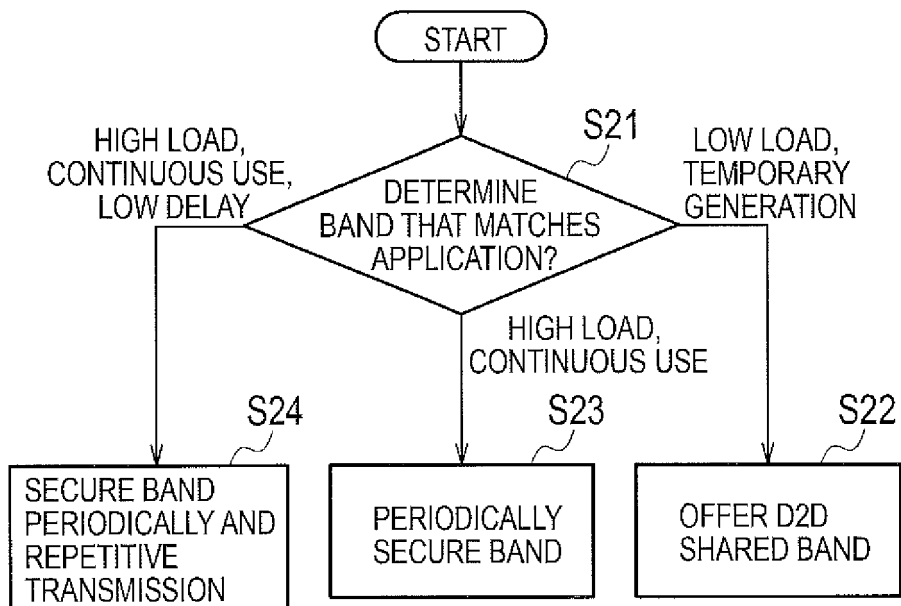 START
S21
HIGH LOAD,
CONTINUOUS USE,
LOW DELAY
DETERMINE
BAND THAT MATCHES
APPLICATION?
LOW LOAD,
TEMPORARY
GENERATION
HIGH LOAD,
CONTINUOUS USE
S24
SECURE BAND
PERIODICALLY AND
REPETITIVE
TRANSMISSION
S23
PERIODICALLY
SECURE BAND
S22
OFFER D2D
SHARED BAND